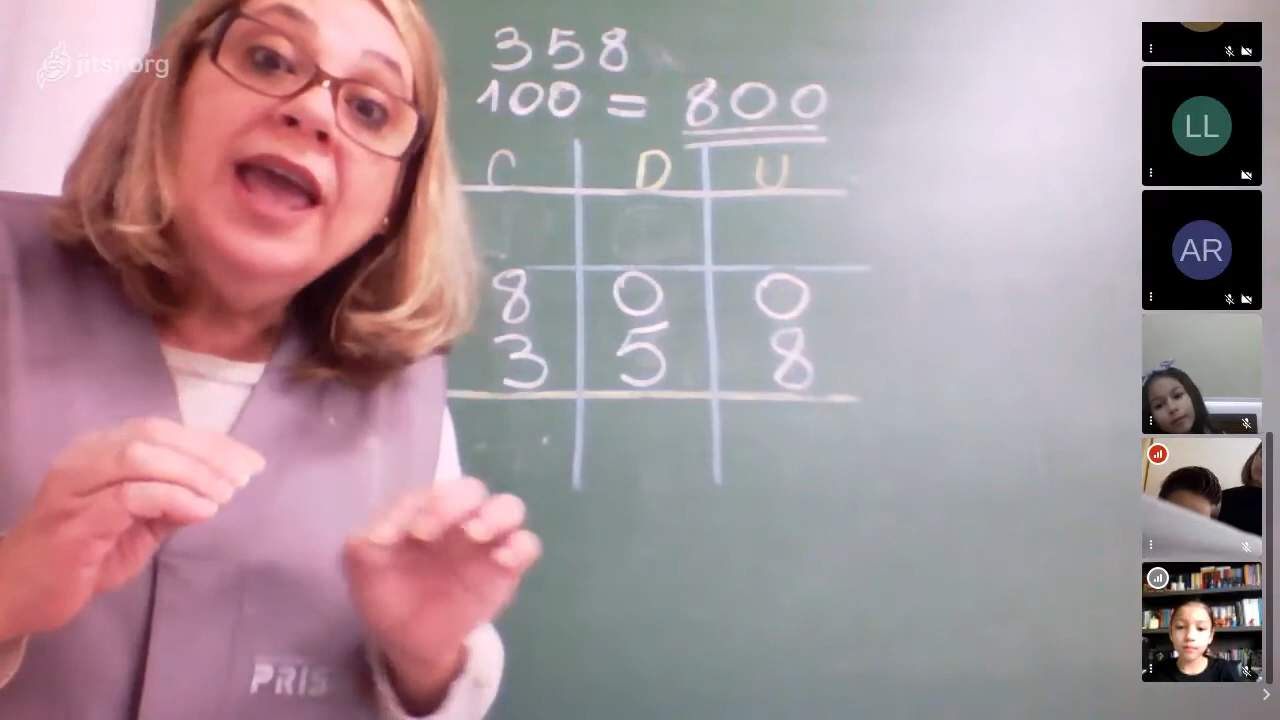 jitsi.org
358
100 = 800
C D U
8 0 0
3 5 8
PRIS
LL
AR